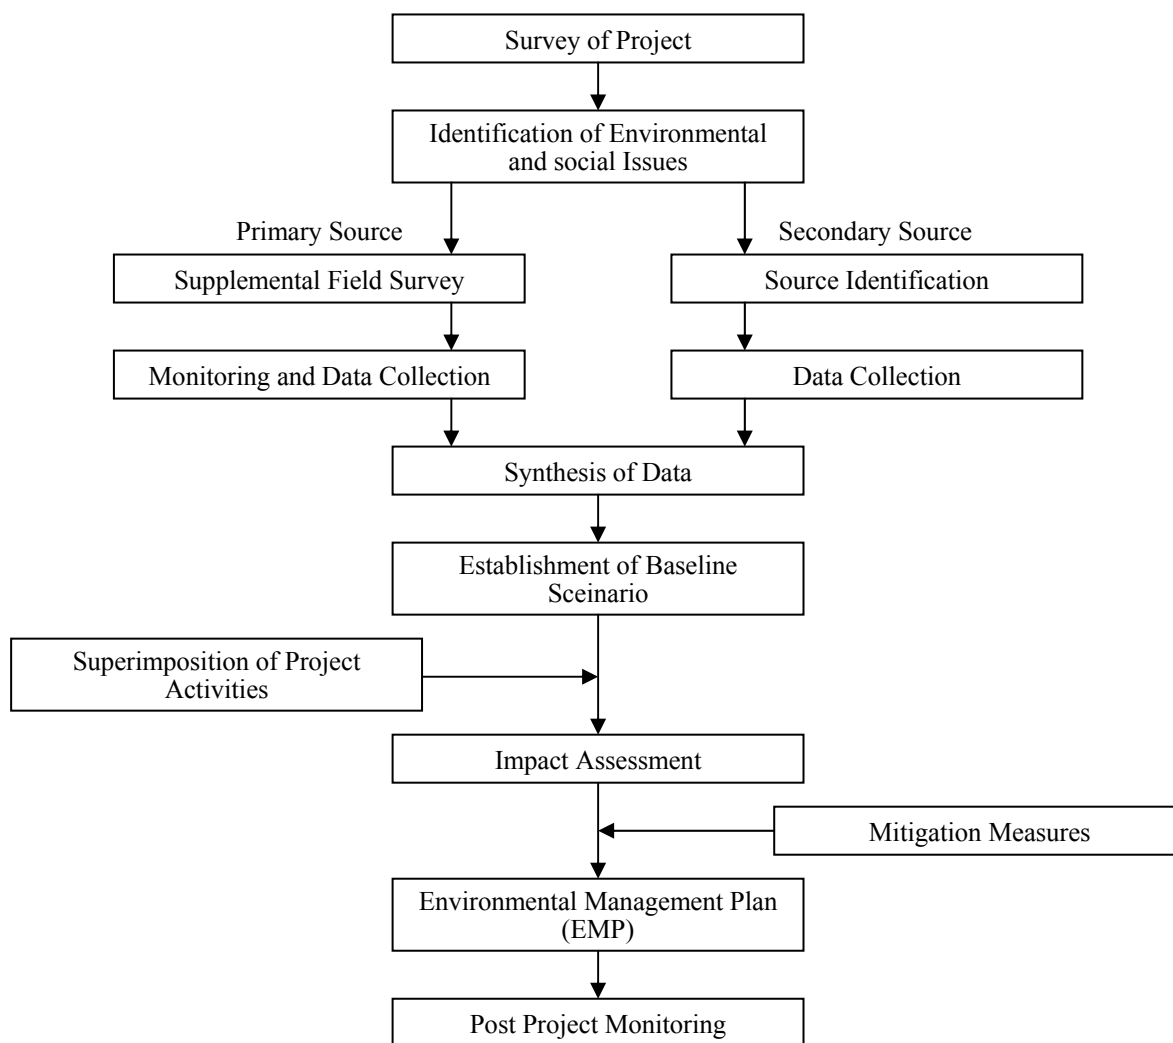 Survey of Project
Identification of Environmental
and social Issues
Primary Source
Secondary Source
Supplemental Field Survey
Source Identification
Monitoring and Data Collection
Data Collection
Synthesis of Data
Establishment of Baseline
Sceinario
Superimposition of Project
Activities
Impact Assessment
Mitigation Measures
Environmental Management Plan
(EMP)
Post Project Monitoring